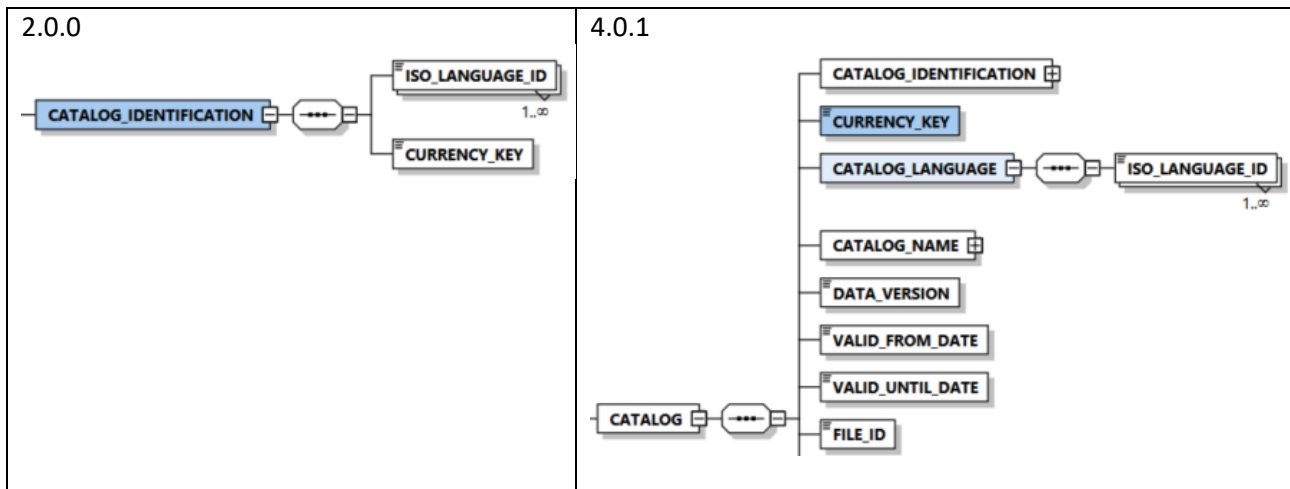 2.0.0
ISO_LANGUAGE_ID
1..∞
CATALOG_IDENTIFICATION
CURRENCY_KEY
4.0.1
CATALOG_IDENTIFICATION
CURRENCY_KEY
CATALOG_LANGUAGE
ISO_LANGUAGE_ID
1..∞
CATALOG_NAME
DATA_VERSION
VALID_FROM_DATE
VALID_UNTIL_DATE
CATALOG
FILE_ID